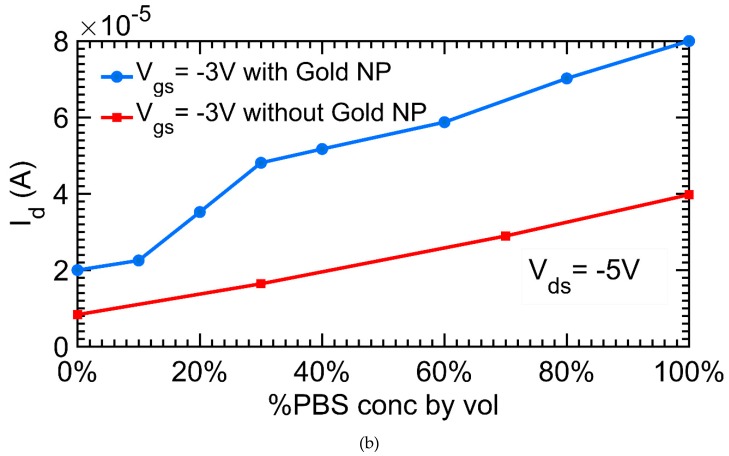 ×10⁻⁵
8
6
4
2
0
I_d (A)
V_gs = -3V with Gold NP
V_gs = -3V without Gold NP
V_ds = -5V
0% 20% 40% 60% 80% 100%
%PBS conc by vol
(b)